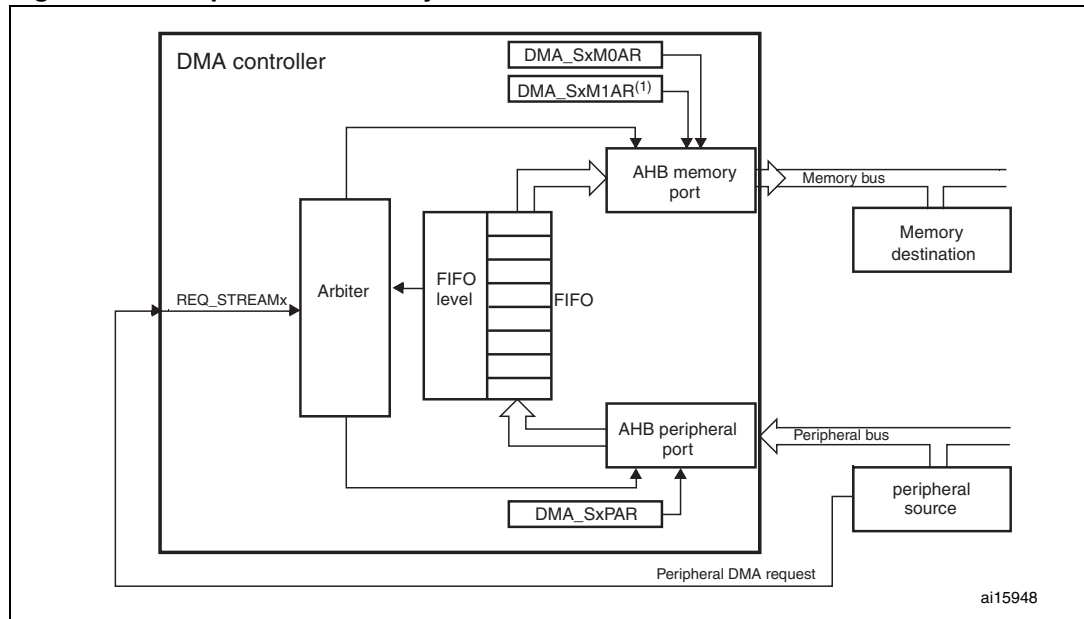 DMA controller
DMA_SxM0AR
DMA_SxM1AR(1)
AHB memory
port
Memory bus
Memory
destination
REQ_STREAMx
Arbiter
FIFO
level
FIFO
AHB peripheral
port
Peripheral bus
peripheral
source
DMA_SxPAR
Peripheral DMA request
ai15948